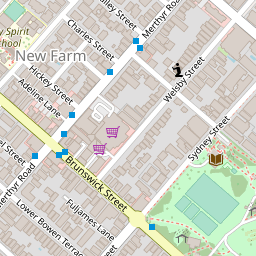 Spirit
School
Charles Street
Merthyr
New Farm
Hickey Street
Adeline Lane
Welsby Street
Sydney Street
Brunswick Street
Merthyr Road
Street
Fuljames Lane
Lower Bowen Terrace